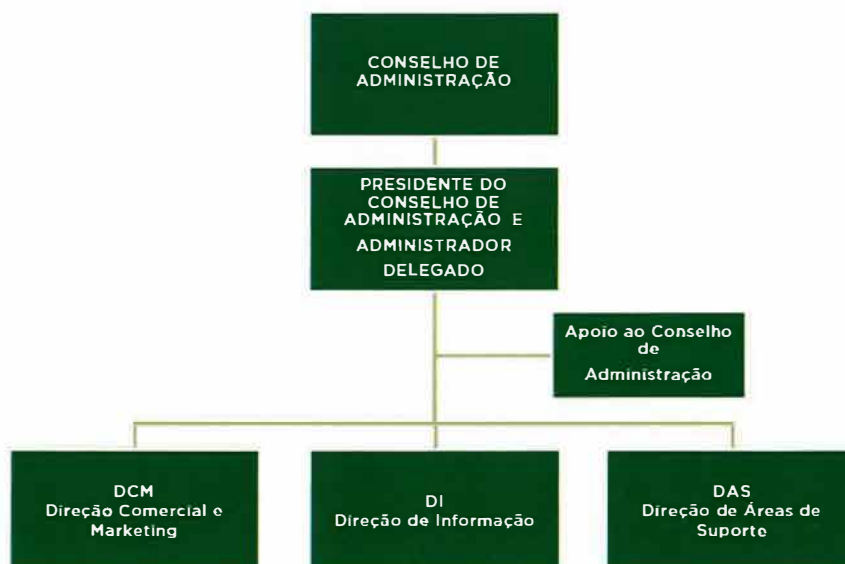 CONSELHO DE
ADMINISTRAÇÃO
PRESIDENTE DO
CONSELHO DE
ADMINISTRAÇÃO E
ADMINISTRADOR
DELEGADO
Apoio ao Conselho
de
Administração
DCM
Direção Comercial e
Marketing
DI
Direção de Informação
DAS
Direção de Áreas de
Suporte